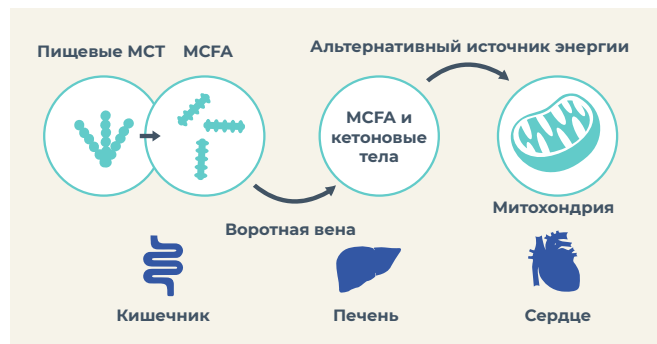 Пищевые МСТ
MCFA
Альтернативный источник энергии
MCFA и
кетоновые
тела
Митохондрия
Воротная вена
Кишечник
Печень
Сердце